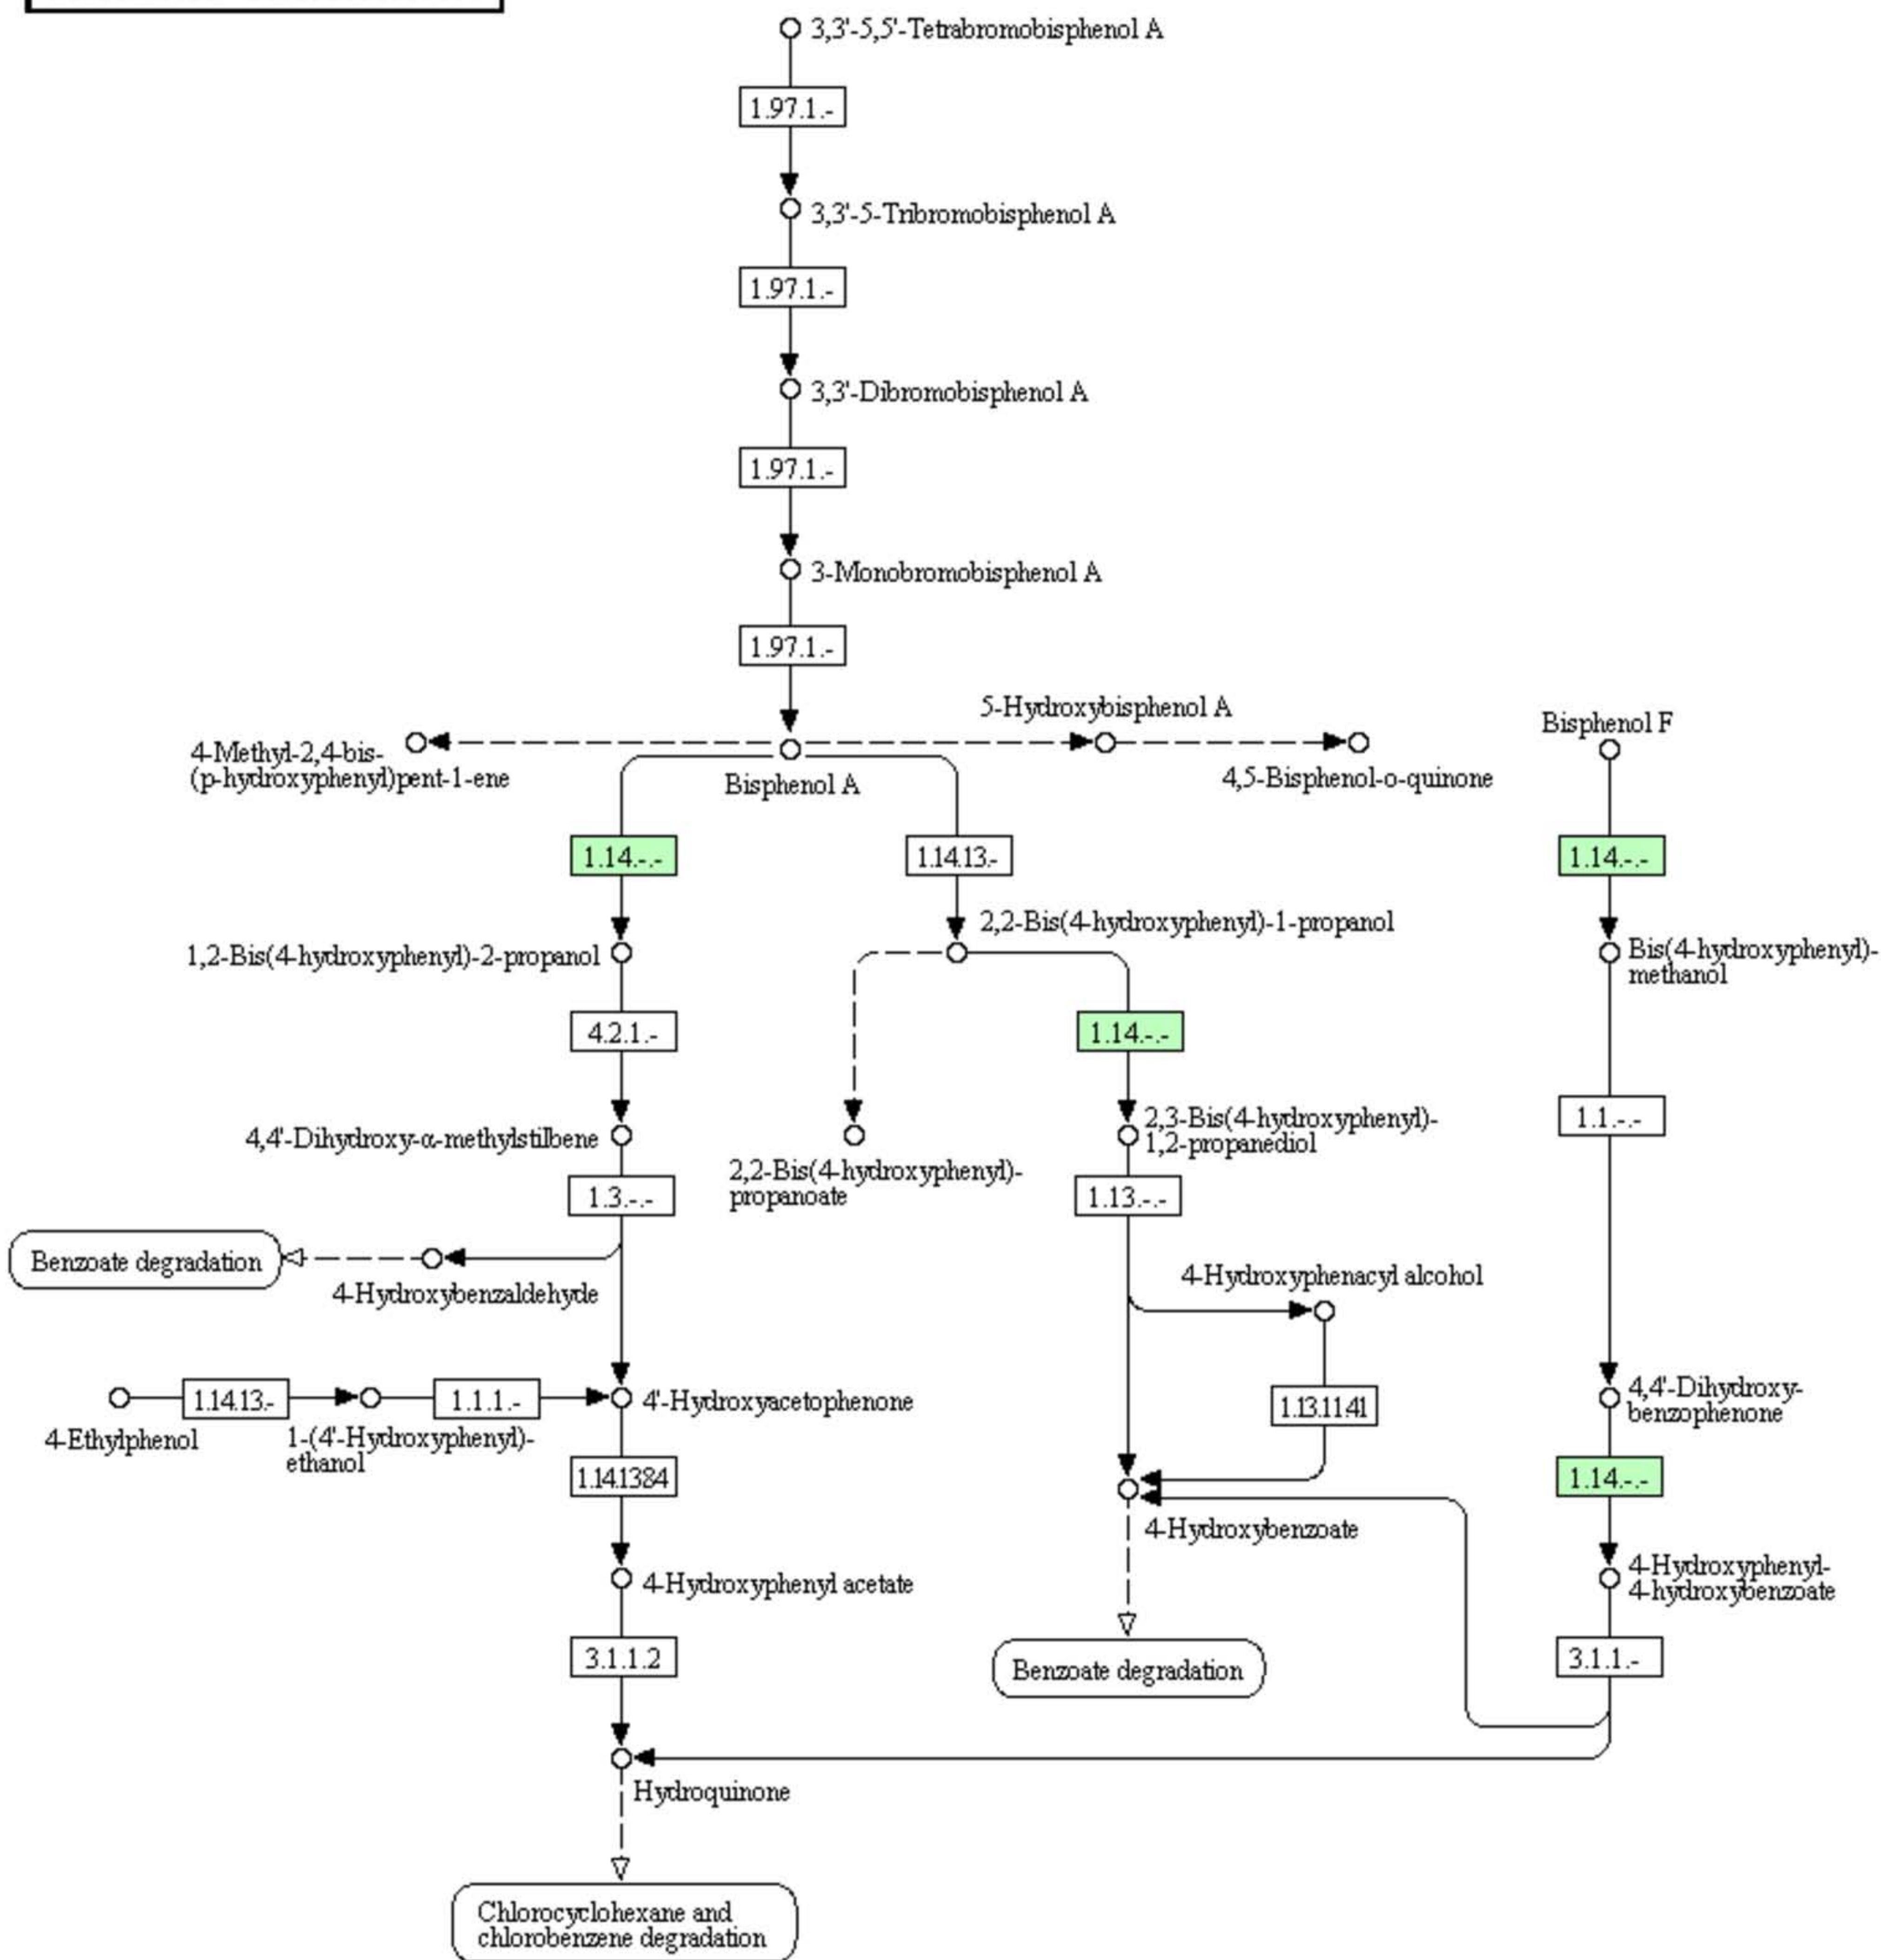 3,3'-5,5'-Tetrabromobisphenol A
1.97.1.-
3,3'-5-Tribromobisphenol A
1.97.1.-
3,3'-Dibromobisphenol A
1.97.1.-
3-Monobromobisphenol A
1.97.1.-
5-Hydroxybisphenol A
Bisphenol F
4-Methyl-2,4-bis-
(p-hydroxyphenyl)pent-1-ene
Bisphenol A
4,5-Bisphenol-o-quinone
1.14.-.-
1.14.13.-
1.14.-.-
2,2-Bis(4-hydroxyphenyl)-1-propanol
1,2-Bis(4-hydroxyphenyl)-2-propanol
Bis(4-hydroxyphenyl)-
methanol
4.2.1.-
1.14.-.-
1.1.-.-
4,4'-Dihydroxy-α-methylstilbene
2,3-Bis(4-hydroxyphenyl)-
1,2-propanediol
2,2-Bis(4-hydroxyphenyl)-
propanoate
1.3.-.-
1.13.-.-
Benzoate degradation
4-Hydroxybenzaldehyde
4-Hydroxyphenacyl alcohol
1.14.13.-
1.1.1.-
4'-Hydroxyacetophenone
1.13.11.41
4,4'-Dihydroxy-
benzophenone
4-Ethylphenol
1-(4'-Hydroxyphenyl)-
ethanol
1.14.13.84
1.14.-.-
4-Hydroxybenzoate
4-Hydroxyphenyl acetate
4-Hydroxyphenyl-
4-hydroxybenzoate
3.1.1.2
Benzoate degradation
3.1.1.-
Hydroquinone
Chlorocyclohexane and
chlorobenzene degradation